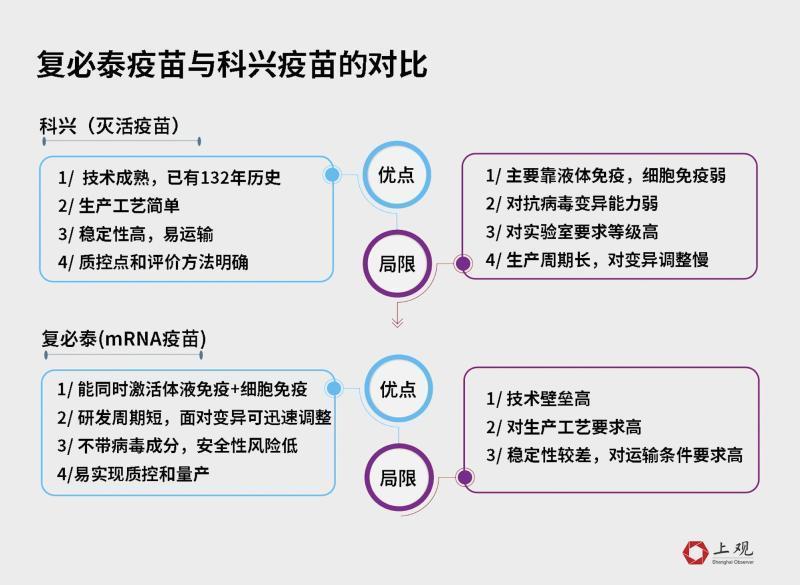 复必泰疫苗与科兴疫苗的对比
科兴（灭活疫苗）
1/ 技术成熟，已有132年历史
2/ 生产工艺简单
3/ 稳定性高，易运输
4/ 质控点和评价方法明确
优点
局限
1/ 主要靠液体免疫，细胞免疫弱
2/ 对抗病毒变异能力弱
3/ 对实验室要求等级高
4/ 生产周期长，对变异调整慢
复必泰(mRNA疫苗)
1/ 能同时激活体液免疫+细胞免疫
2/ 研发周期短，面对变异可迅速调整
3/ 不带病毒成分，安全性风险低
4/易实现质控和量产
优点
局限
1/ 技术壁垒高
2/ 对生产工艺要求高
3/ 稳定性较差，对运输条件要求高
上观
Shanghai Observer